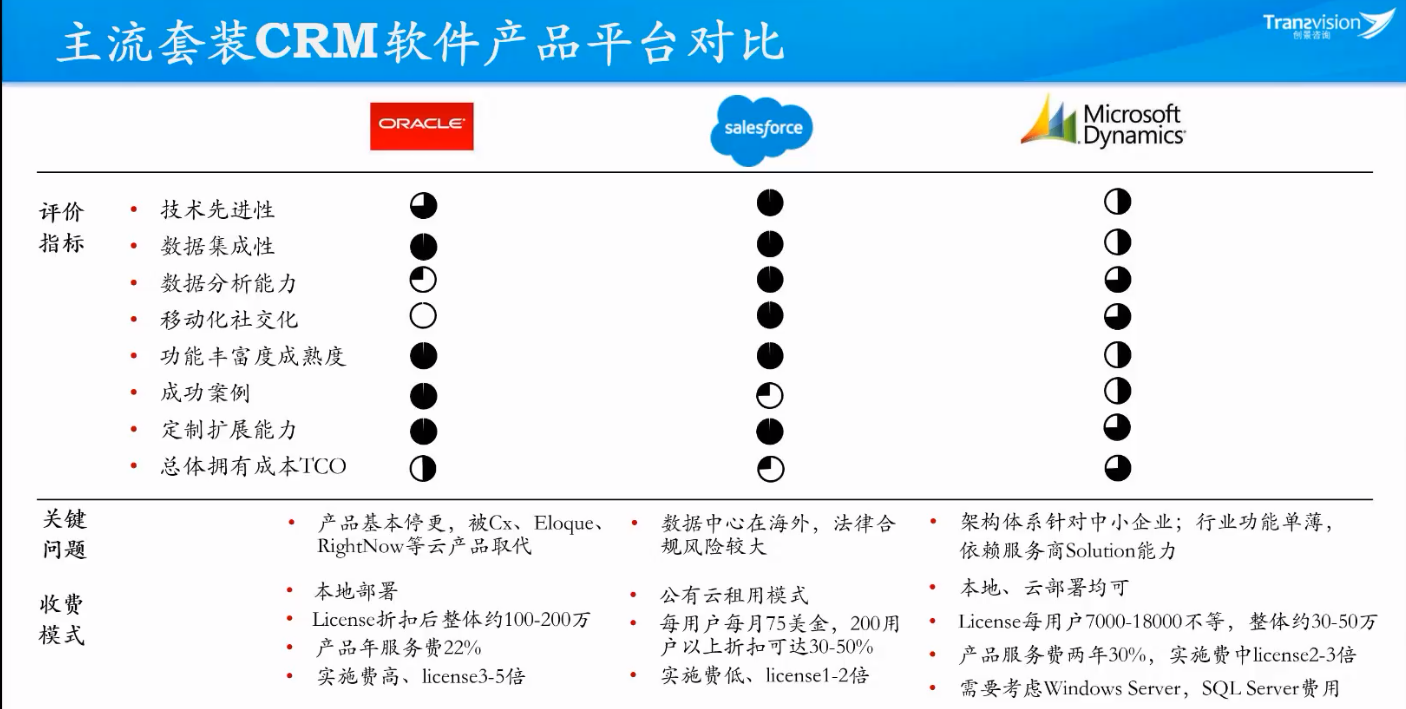 主流套装CRM软件产品平台对比
Tranzvision
创景咨询
ORACLE
salesforce
Microsoft
Dynamics
评价
指标
• 技术先进性
• 数据集成性
• 数据分析能力
• 移动化社交化
• 功能丰富度成熟度
• 成功案例
• 定制扩展能力
• 总体拥有成本TCO
关键
问题
• 产品基本停更，被Cx、Eloque、
RightNow等云产品取代
• 数据中心在海外，法律合
规风险较大
• 架构体系针对中小企业；行业功能单薄，
依赖服务商Solution能力
收费
模式
• 本地部署
• License折扣后整体约100-200万
• 产品年服务费22%
• 实施费高、license3-5倍
• 公有云租用模式
• 每用户每月75美金，200用
户以上折扣可达30-50%
• 实施费低、license1-2倍
• 本地、云部署均可
• License每用户7000-18000不等，整体约30-50万
• 产品服务费两年30%，实施费中license2-3倍
• 需要考虑Windows Server，SQL Server费用